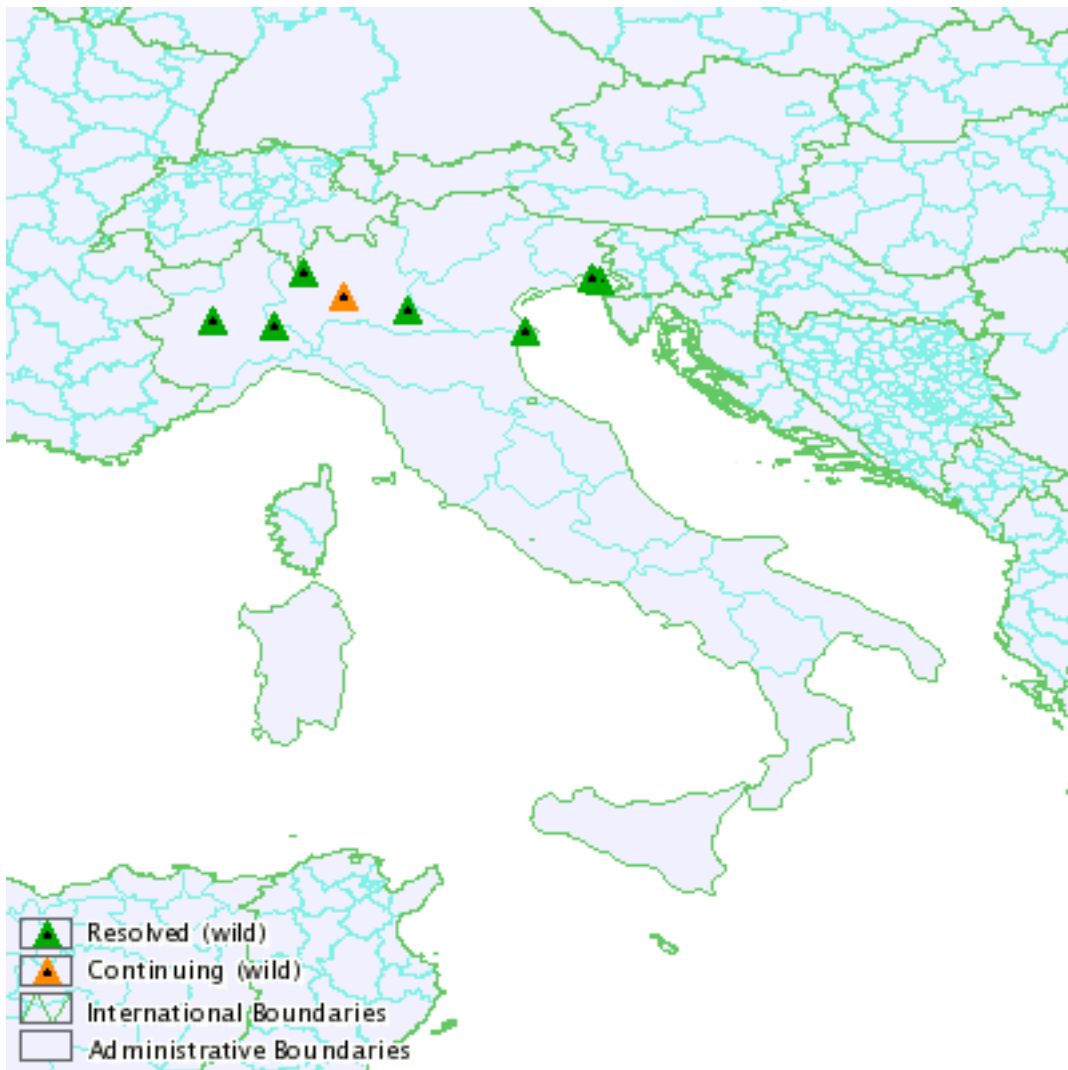 Resolved (wild)
Continuing (wild)
International Boundaries
Administrative Boundaries